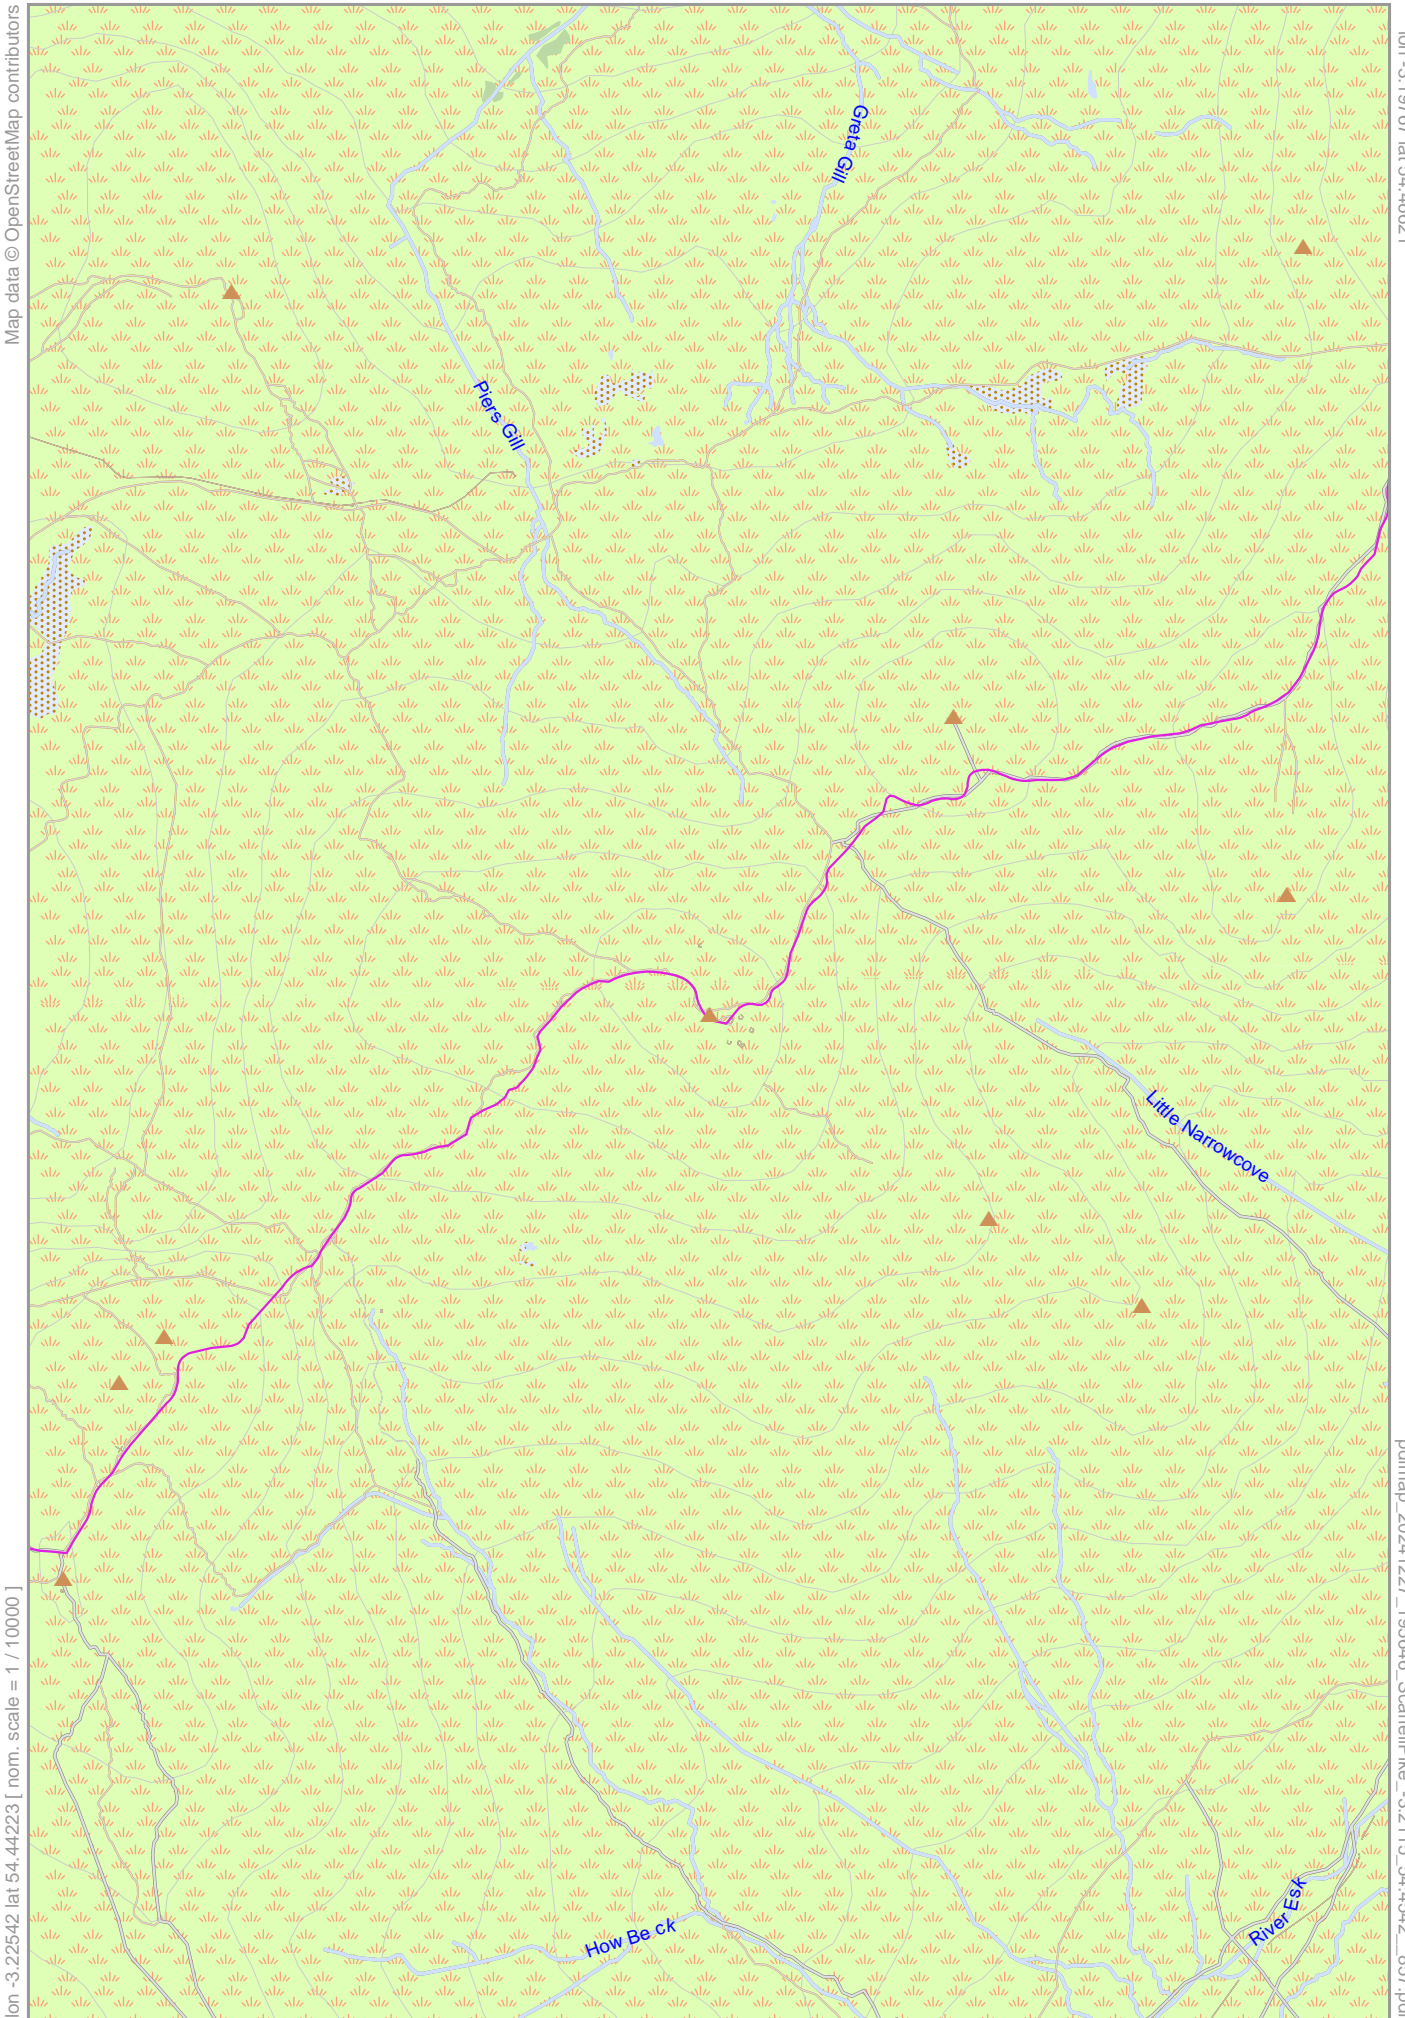 Map data © OpenStreetMap contributors
Greta Gill
Piers Gill
Little Narrowcove
River Esk
How Be ck
lon -3.22542 lat 54.44223 [ nom. scale = 1 / 10000 ]